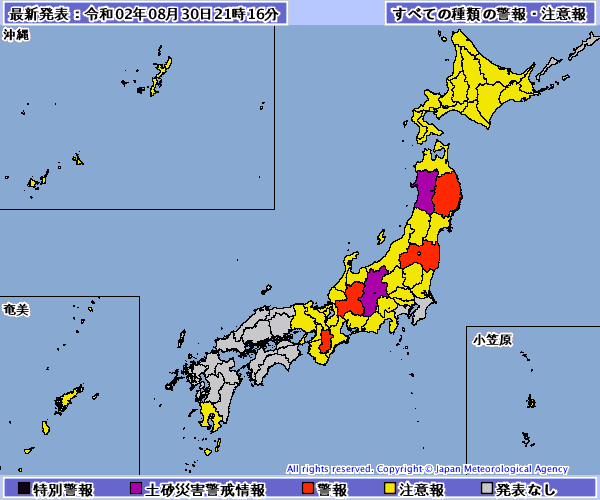 最新発表：令和02年08月30日21時16分
すべての種類の警報・注意報
沖縄
奄美
小笠原
All rights reserved. Copyright © Japan Meteorological Agency
特別警報 土砂災害警戒情報 警報 注意報 発表なし